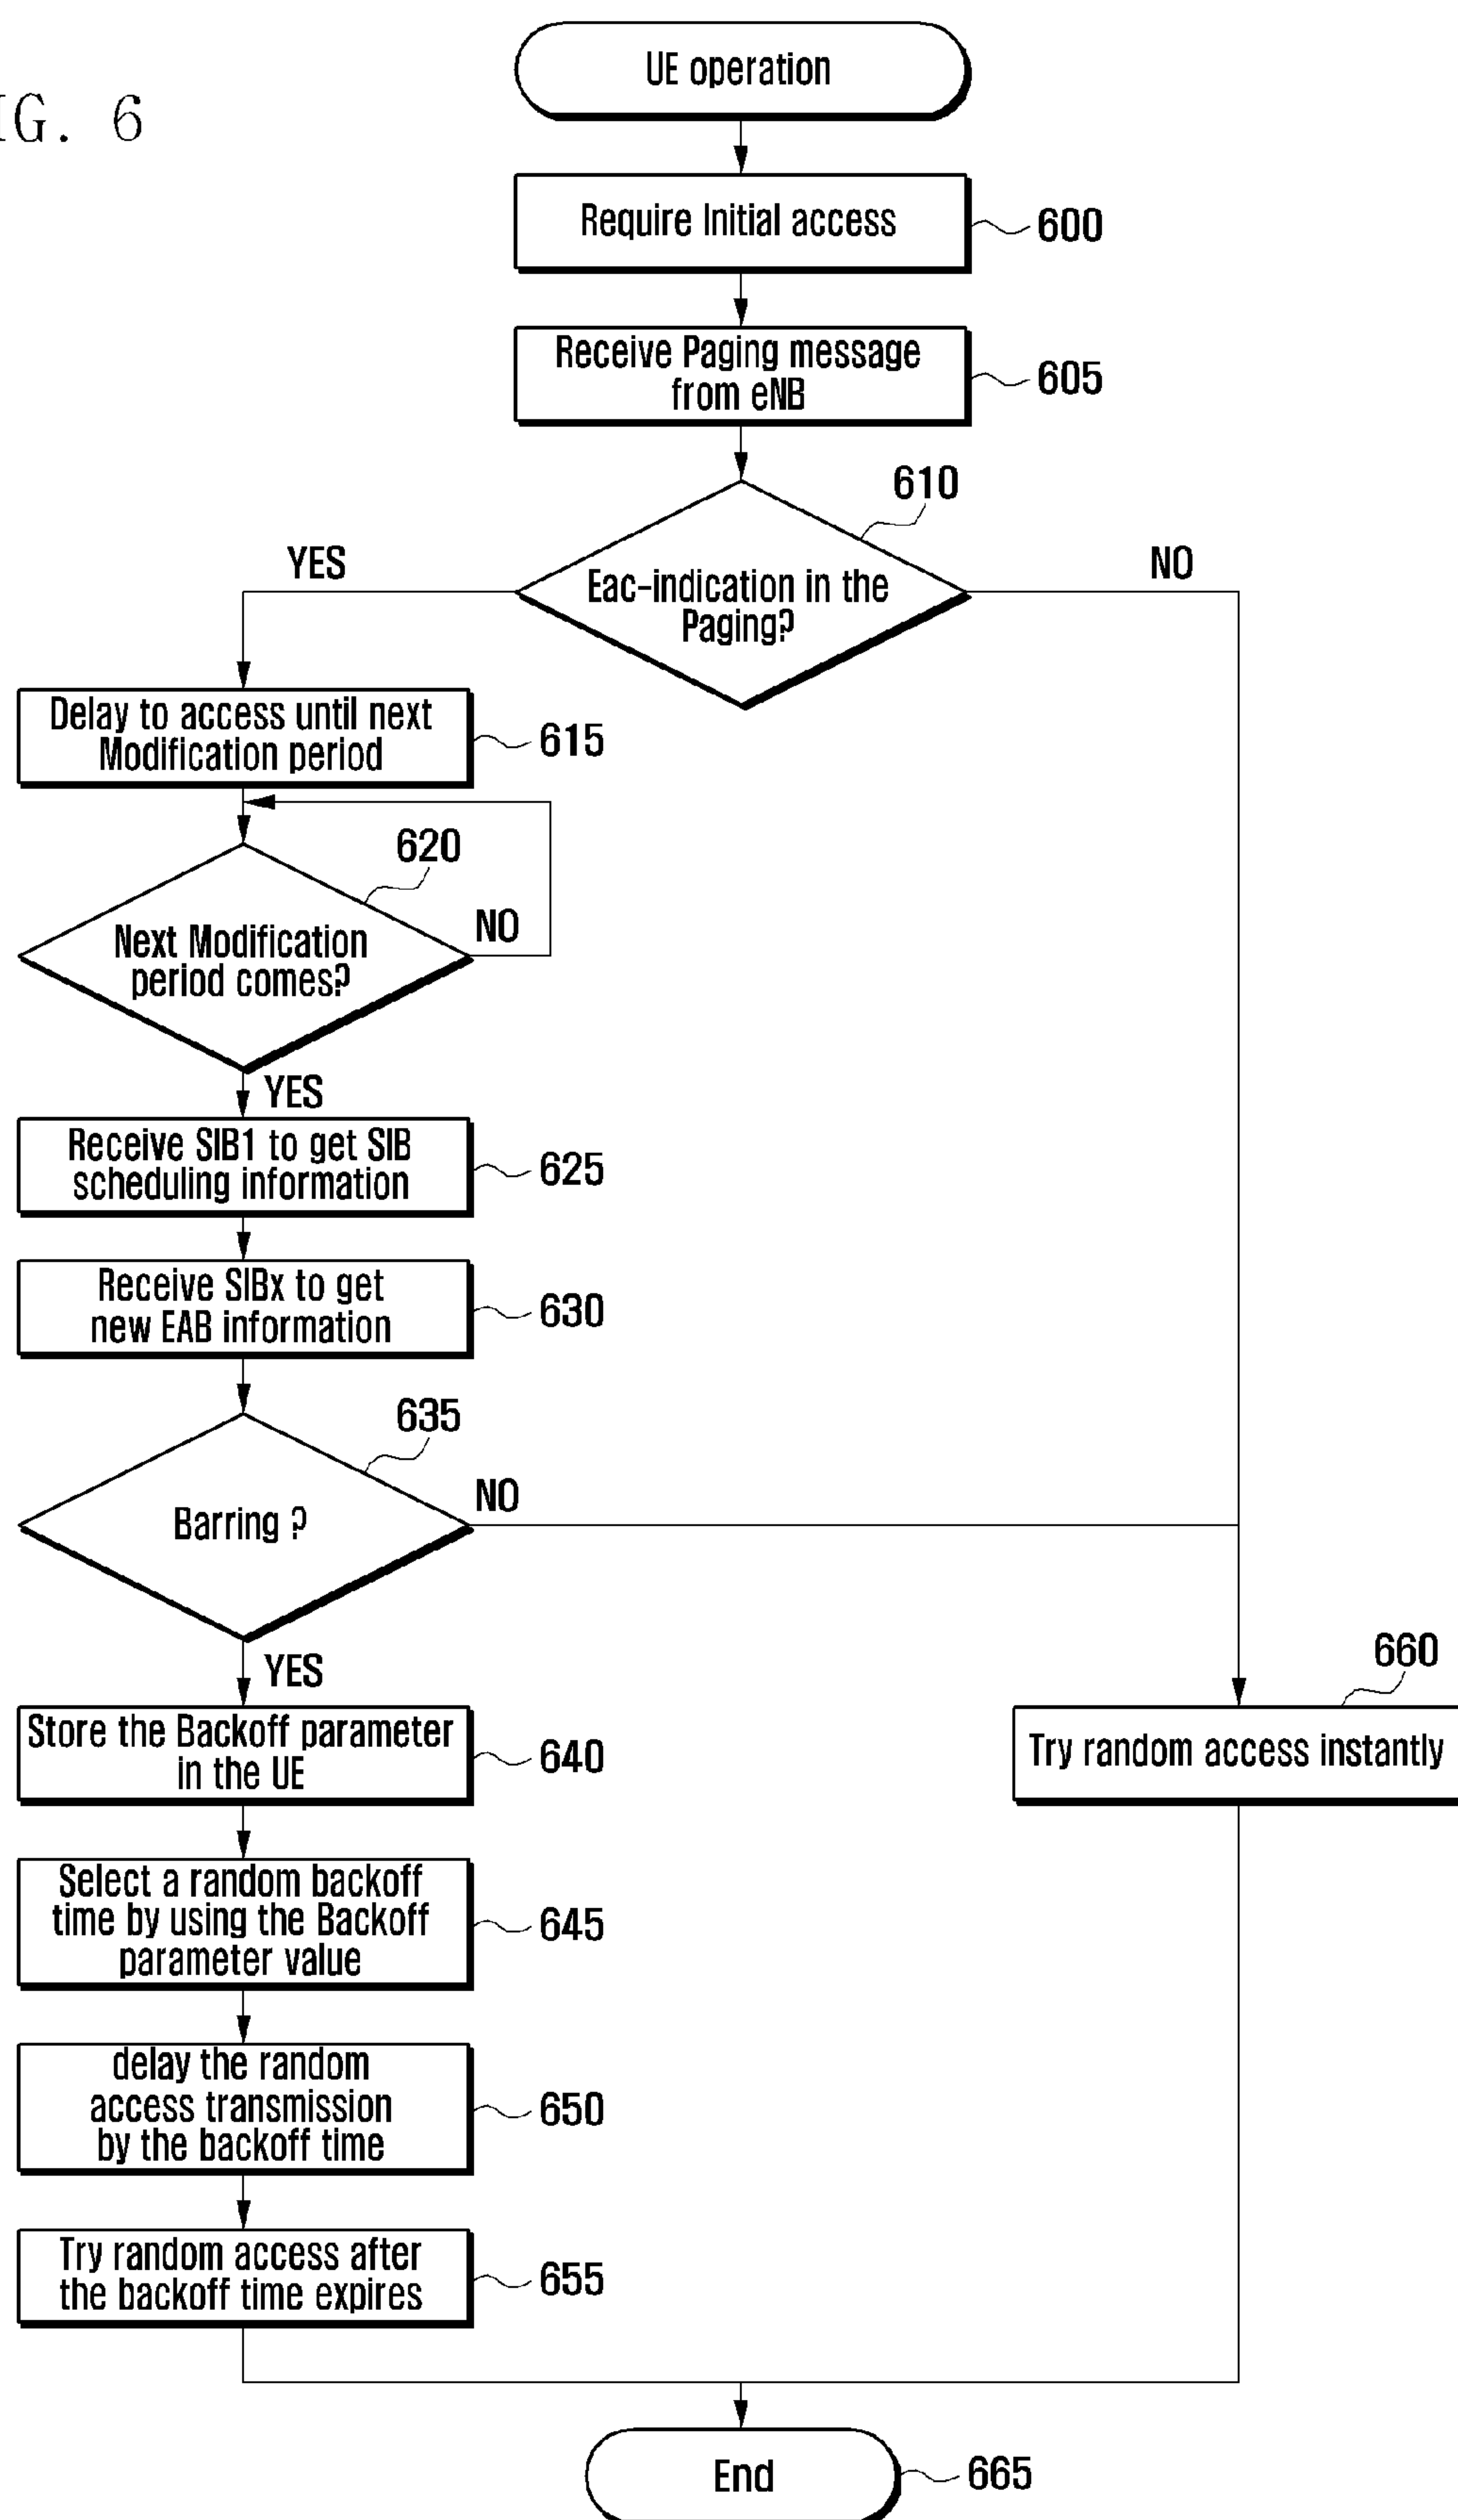 IG. 6
UE operation
Require Initial access
600
Receive Paging message
from eNB
605
610
YES
NO
Eac-indication in the
Paging?
Delay to access until next
Modification period
615
620
NO
Next Modification
period comes?
YES
Receive SIB1 to get SIB
scheduling information
625
Receive SIBx to get
new EAB information
630
635
NO
Barring ?
YES
660
Store the Backoff parameter
in the UE
640
Try random access instantly
Select a random backoff
time by using the Backoff
parameter value
645
delay the random
access transmission
by the backoff time
650
Try random access after
the backoff time expires
655
End
665